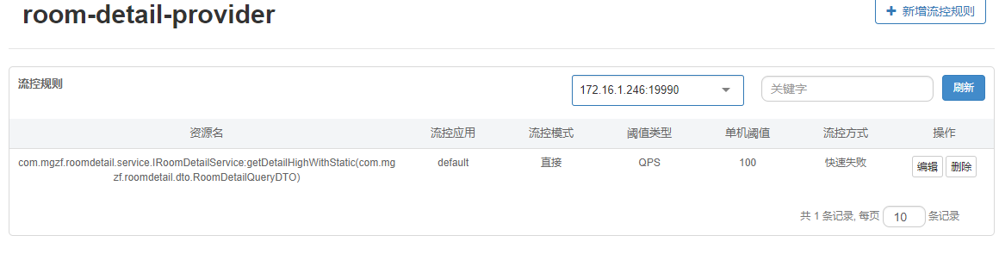 room-detail-provider
+ 新增流控规则
流控规则
172.16.1.246:19990
关键字
刷新
资源名 流控应用 流控模式 阈值类型 单机阈值 流控方式 操作
com.mgzf.roomdetail.service.IRoomDetailService:getDetailHighWithStatic(com.mg default 直接 QPS 100 快速失败 编辑 删除
zf.roomdetail.dto.RoomDetailQueryDTO)
共 1 条记录, 每页 10 条记录